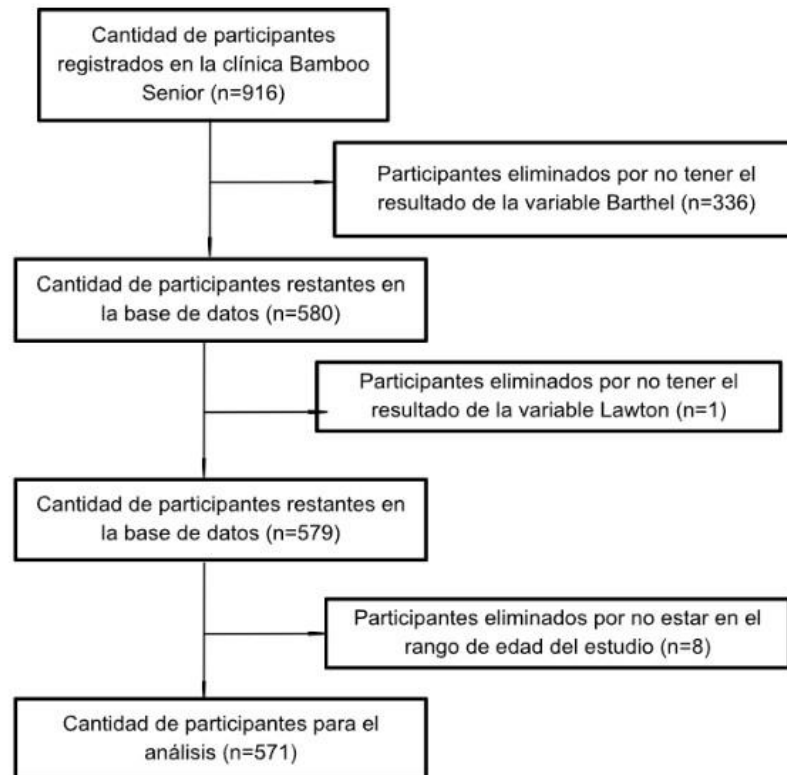 Cantidad de participantes
registrados en la clínica Bamboo
Senior (n=916)
Participantes eliminados por no tener el
resultado de la variable Barthel (n=336)
Cantidad de participantes restantes en
la base de datos (n=580)
Participantes eliminados por no tener el
resultado de la variable Lawton (n=1)
Cantidad de participantes restantes en
la base de datos (n=579)
Participantes eliminados por no estar en el
rango de edad del estudio (n=8)
Cantidad de participantes para el
análisis (n=571)